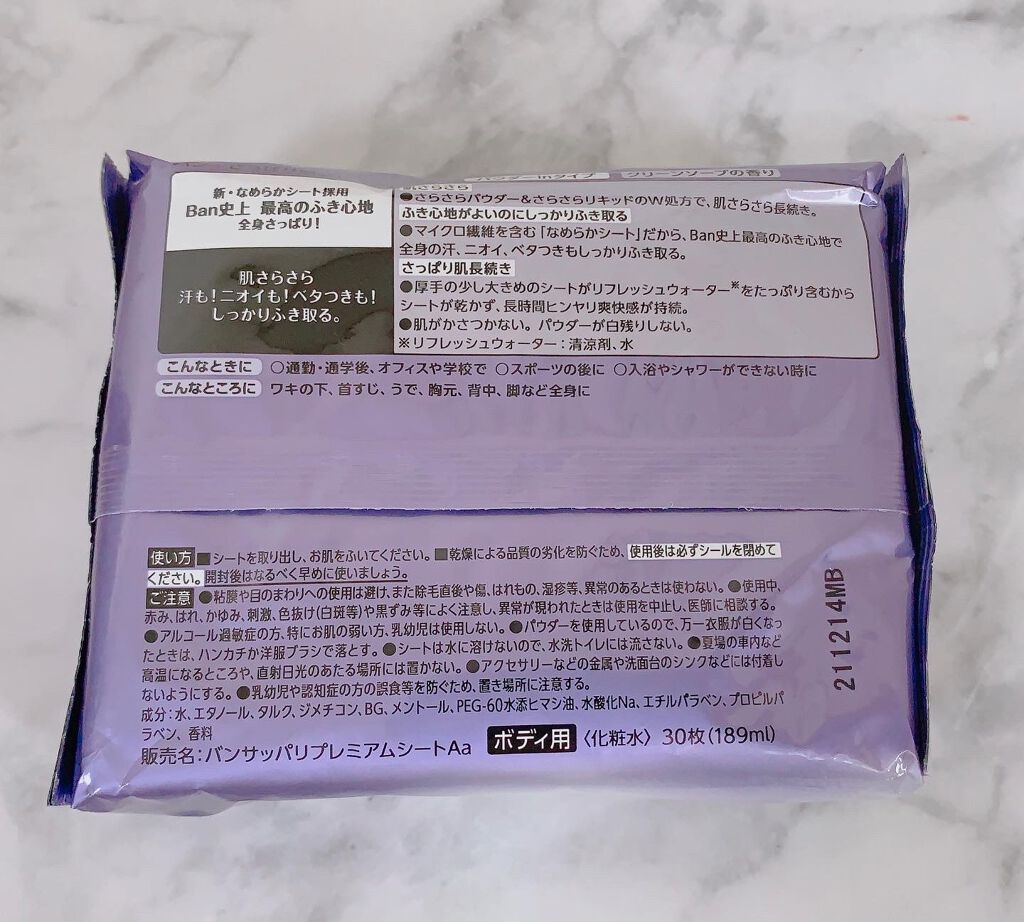 パウダーinタイプ グリーンソープの香り
新・なめらかシート採用
Ban史上 最高のふき心地
全身さっぱり!
肌さらさら
汗も!ニオイも!ベタつきも!
しっかりふき取る。
肌さらさら
●さらさらパウダー&さらさらリキッドのW処方で、肌さらさら長続き。
ふき心地がよいのにしっかりふき取る
●マイクロ繊維を含む「なめらかシート」だから、Ban史上最高のふき心地で
全身の汗、ニオイ、ベタつきもしっかりふき取る。
さっぱり肌長続き
●厚手の少し大きめのシートがリフレッシュウォーター※をたっぷり含むから
シートが乾かず、長時間ヒンヤリ爽快感が持続。
●肌がかさつかない。パウダーが白残りしない。
※リフレッシュウォーター:清涼剤、水
こんなときに ○通勤・通学後、オフィスや学校で ○スポーツの後に ○入浴やシャワーができない時に
こんなところに ワキの下、首すじ、うで、胸元、背中、脚など全身に
使い方 ■シートを取り出し、お肌をふいてください。■乾燥による品質の劣化を防ぐため、使用後は必ずシールを閉めて
ください。開封後はなるべく早めに使いましょう。
ご注意 ●粘膜や目のまわりへの使用は避け、また除毛直後や傷、はれもの、湿疹等、異常のあるときは使わない。●使用中、
赤み、はれ、かゆみ、刺激、色抜け(白斑等)や黒ずみ等によく注意し、異常が現われたときは使用を中止し、医師に相談する。
●アルコール過敏症の方、特にお肌の弱い方、乳幼児は使用しない。●パウダーを使用しているので、万一衣服が白くなっ
たときは、ハンカチか洋服ブラシで落とす。●シートは水に溶けないので、水洗トイレには流さない。●夏場の車内など
高温になるところや、直射日光のあたる場所には置かない。●アクセサリーなどの金属や洗面台のシンクなどには付着し
ないようにする。●乳幼児や認知症の方の誤食等を防ぐため、置き場所に注意する。
成分:水、エタノール、タルク、ジメチコン、BG、メントール、PEG-60水添ヒマシ油、水酸化Na、エチルパラベン、プロピルパ
ラベン、香料
販売名:バンサッパリプレミアムシートAa ボディ用 〈化粧水〉 30枚(189ml)
211214MB